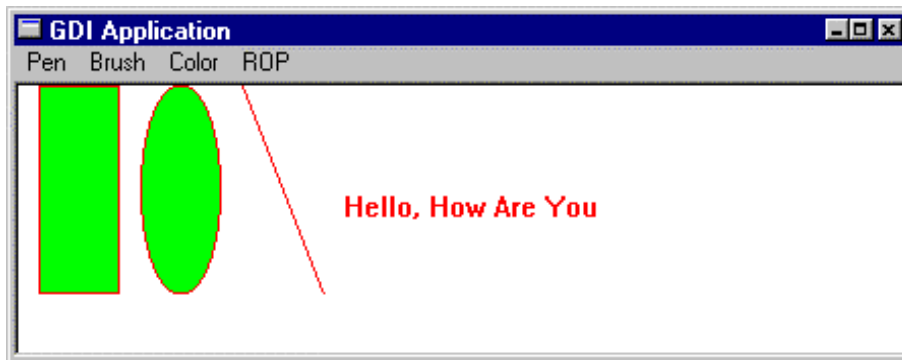 GDI Application
Pen Brush Color ROP
Hello, How Are You